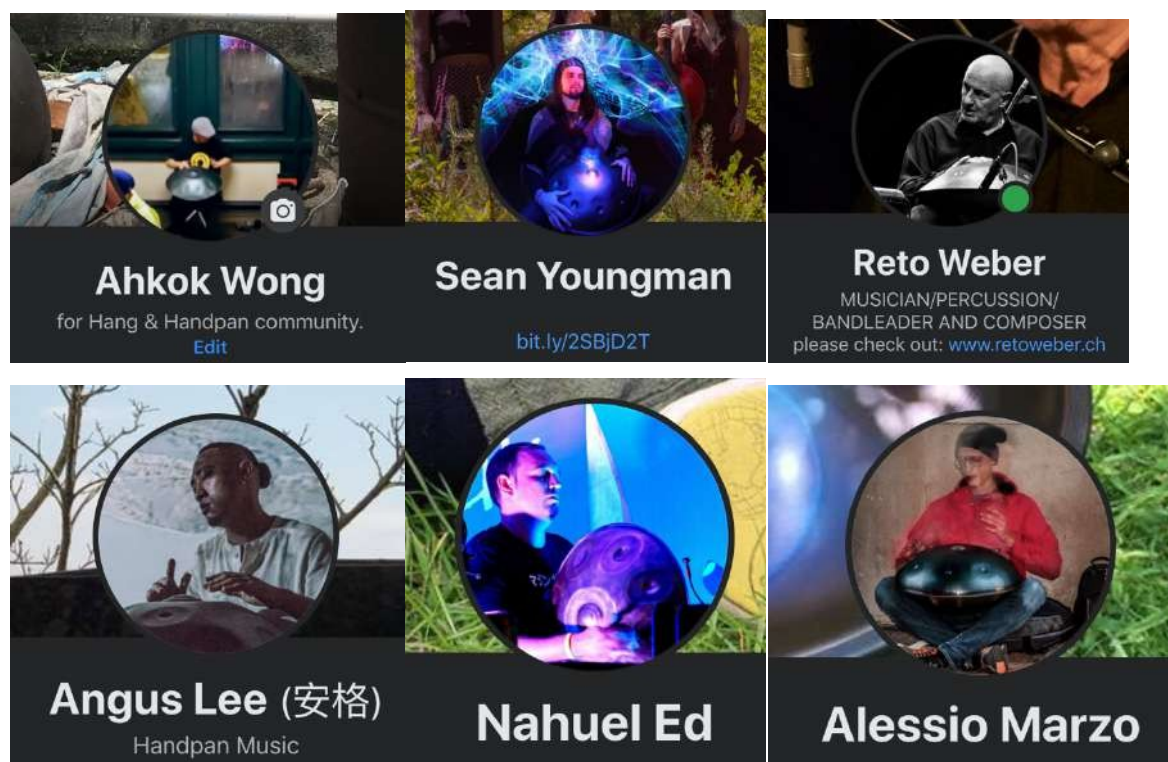 Ahkok Wong
for Hang & Handpan community.
Edit
Sean Youngman
bit.ly/2SBjD2T
Reto Weber
MUSICIAN/PERCUSSION/
BANDLEADER AND COMPOSER
please check out: www.retoweber.ch
Angus Lee (安格)
Handpan Music
Nahuel Ed
Alessio Marzo